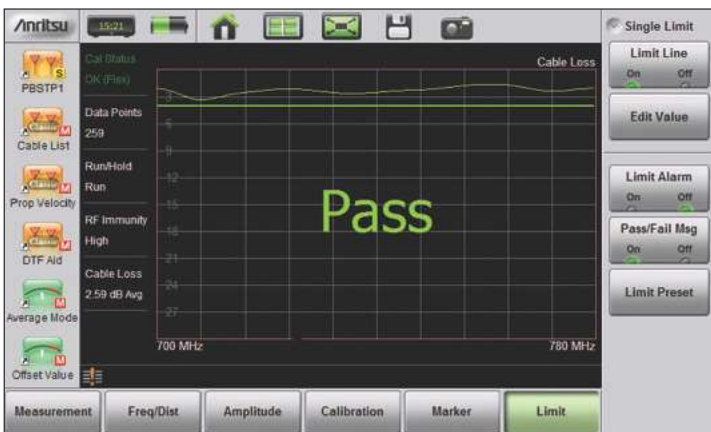 Anritsu
15:21
Single Limit
PBSTP1
Cable List
Prop Velocity
DTF Aid
Average Mode
Offset Value
Cal Status
OK (Flex)
Data Points
259
Run/Hold
Run
RF Immunity
High
Cable Loss
2.59 dB Avg
Cable Loss
-3
-6
-9
-12
-15
-18
-21
-24
-27
Pass
700 MHz
780 MHz
Limit Line
On Off
Edit Value
Limit Alarm
On Off
Pass/Fail Msg
On Off
Limit Preset
Measurement
Freq/Dist
Amplitude
Calibration
Marker
Limit